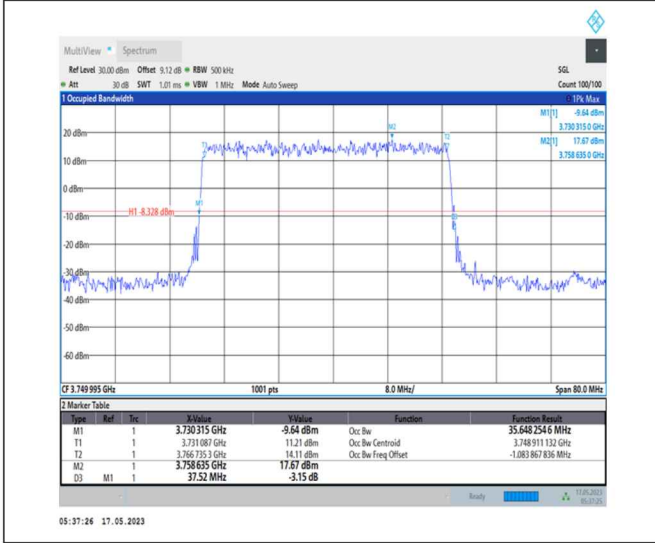 MultiView Spectrum
Ref Level 30.00 dBm Offset 9.12 dB RBW 500 kHz SGL
Att 30 dB SWT 1.01 ms VBW 1 MHz Mode Auto Sweep Count 100/100
1 Occupied Bandwidth 1Pk Max
M1[1] -9.64 dBm
3.730 315 0 GHz
M2[1] 17.67 dBm
3.758 635 0 GHz
M2
T1
T2
20 dBm
10 dBm
0 dBm
M1
H1 -8.328 dBm
-10 dBm
D3
-20 dBm
-30 dBm
-40 dBm
-50 dBm
-60 dBm
CF 3.749 995 GHz 1001 pts 8.0 MHz/ Span 80.0 MHz
2 Marker Table
Type Ref Trc X-Value Y-Value Function Function Result
M1 1 3.730315 GHz -9.64 dBm Occ Bw 35.648 254 6 MHz
T1 1 3.731 087 GHz 11.21 dBm Occ Bw Centroid 3.748 911 132 GHz
T2 1 3.766 735 3 GHz 14.11 dBm Occ Bw Freq Offset -1.083 867 836 MHz
M2 1 3.758635 GHz 17.67 dBm
D3 M1 1 37.52 MHz -3.15 dB
Ready 17.05.2023
05:37:25
05:37:26 17.05.2023